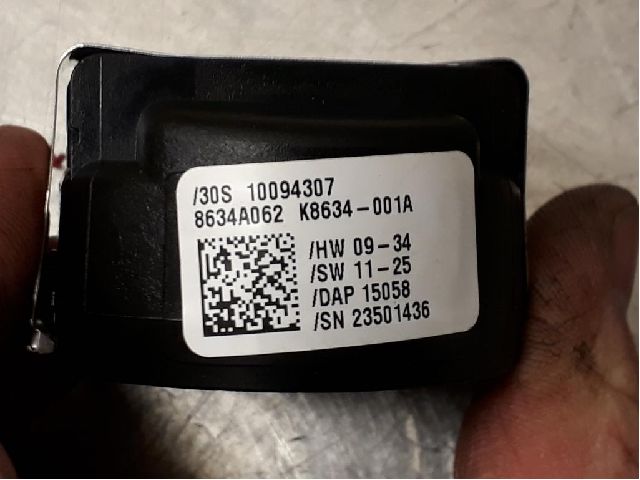 /30S 10094307
8634A062 K8634-001A
/HW 09-34
/SW 11-25
/DAP 15058
/SN 23501436